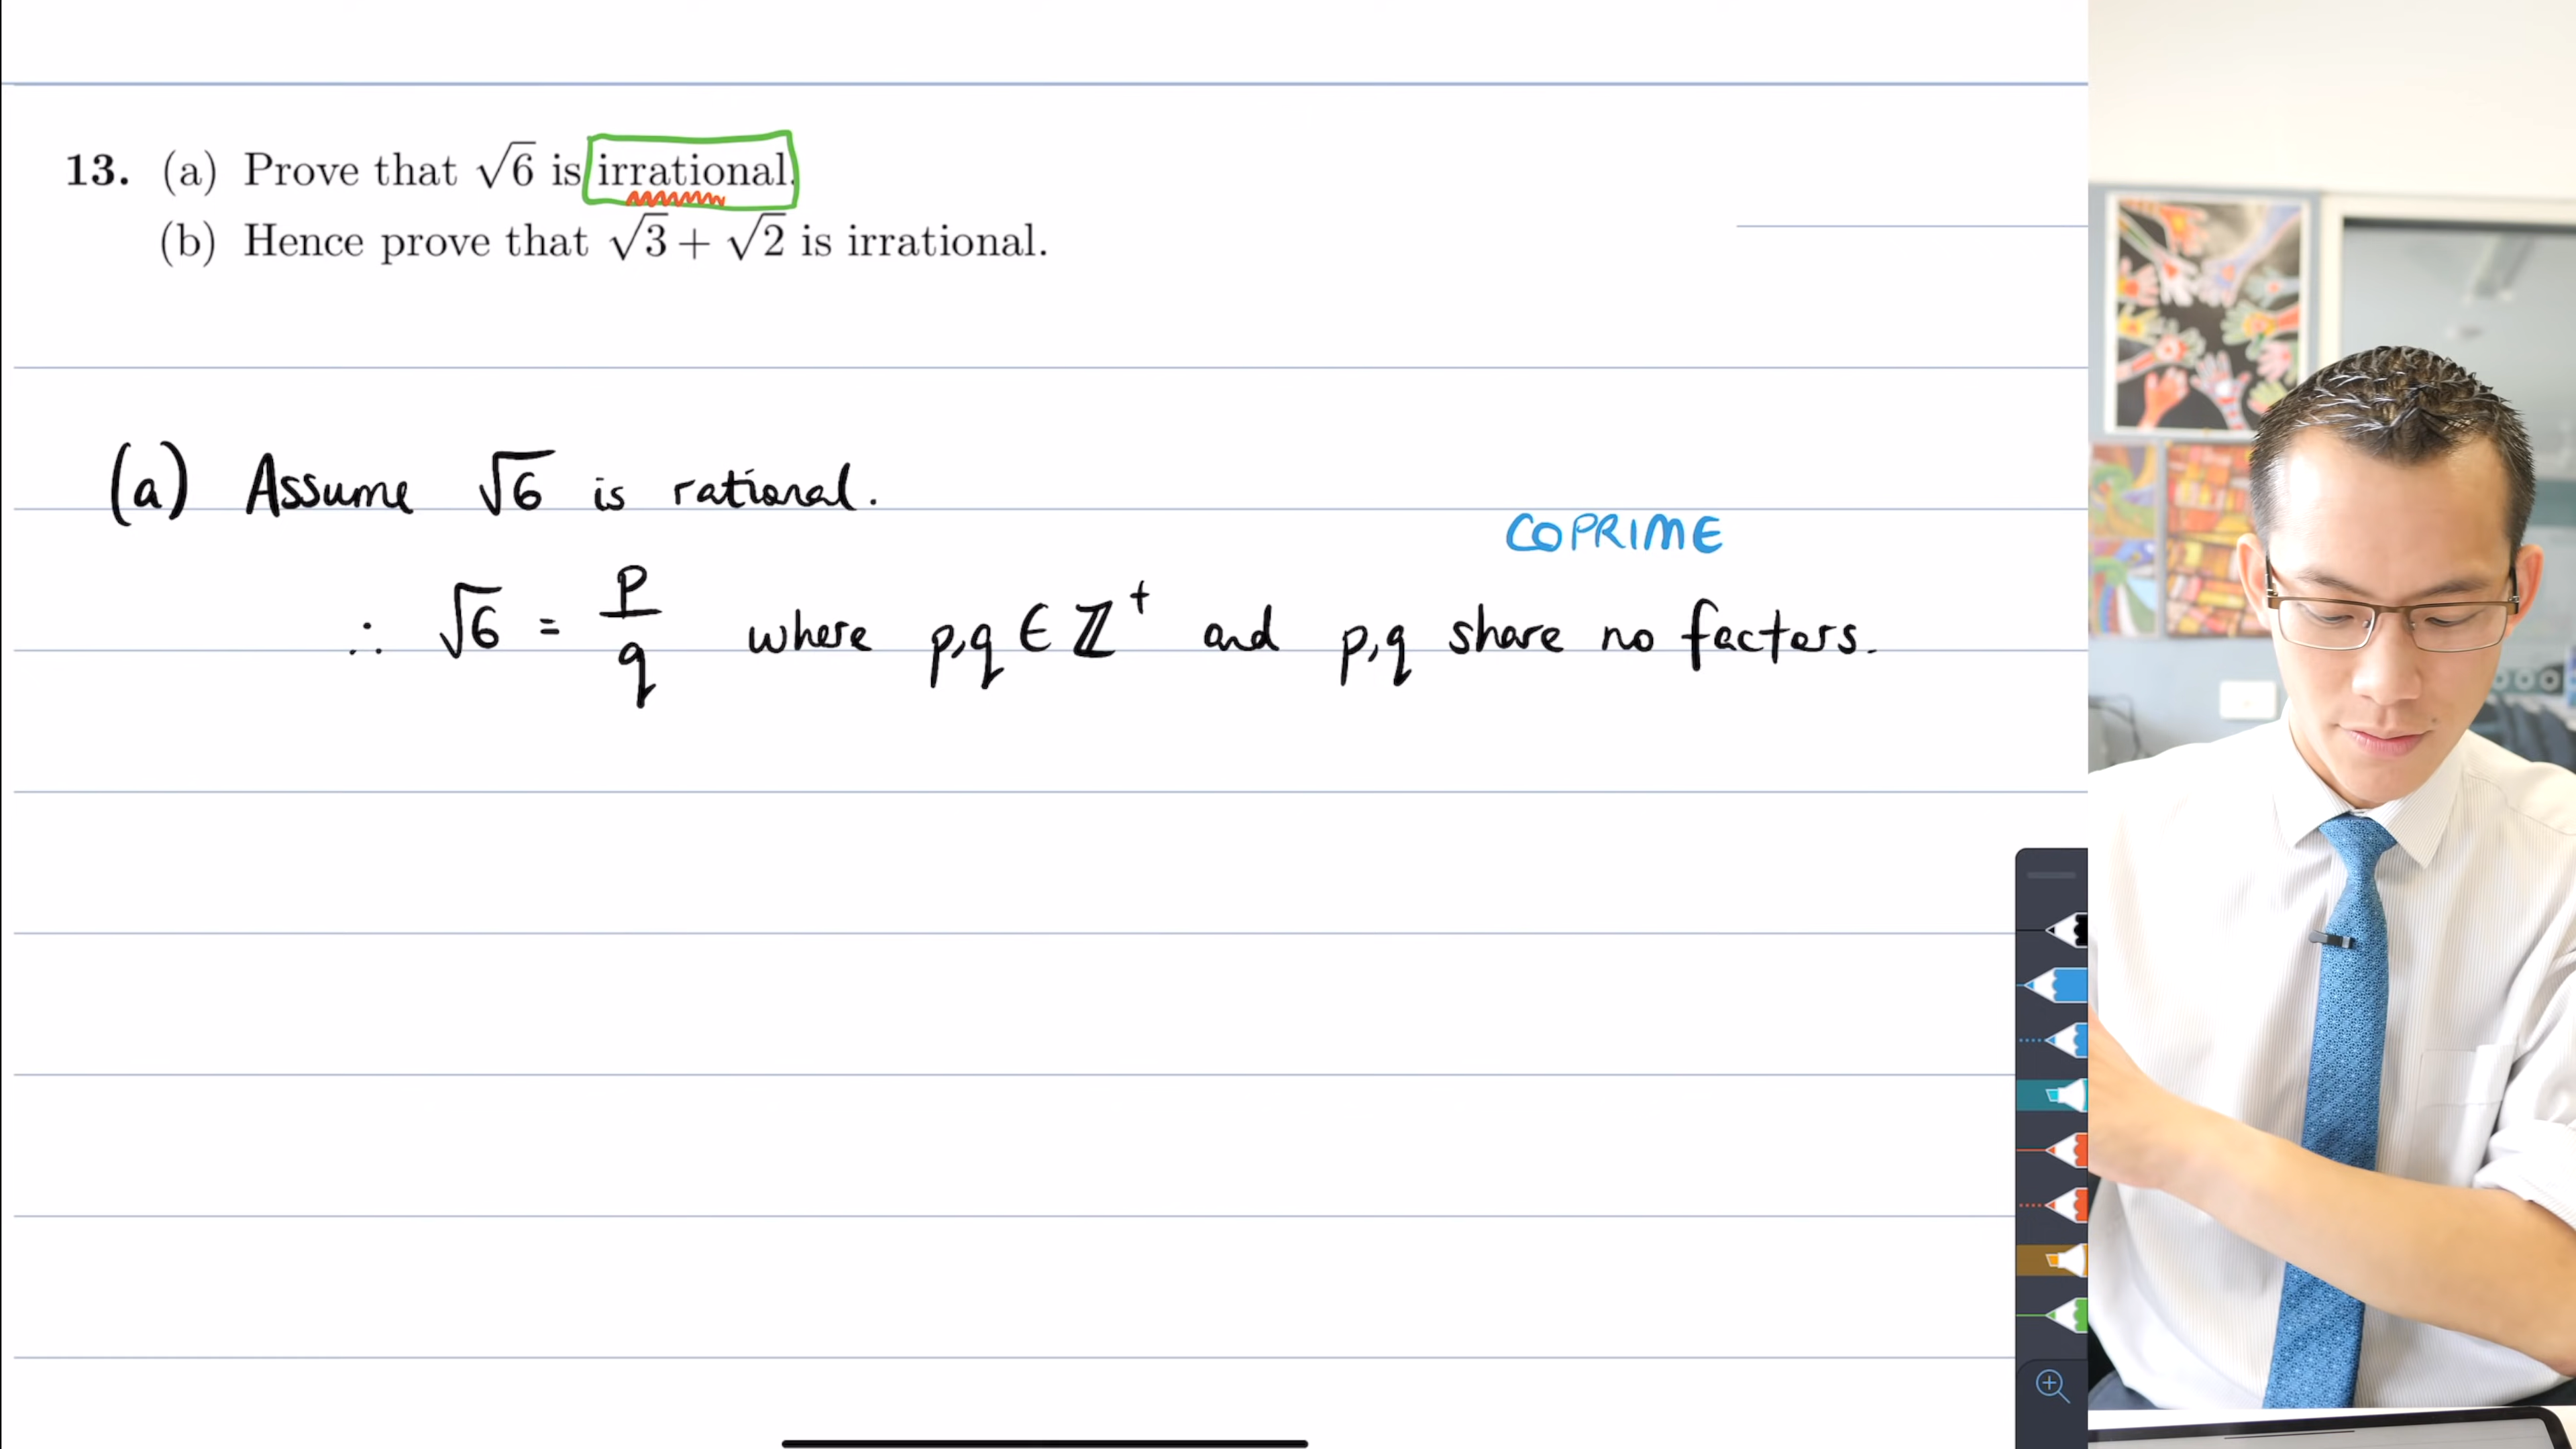 13. (a) Prove that √6 is irrational.
(b) Hence prove that √3 + √2 is irrational.
(a) Assume √6 is rational.
COPRIME
∴ √6 = p/q where p,q ∈ ℤ⁺ and p,q share no factors.